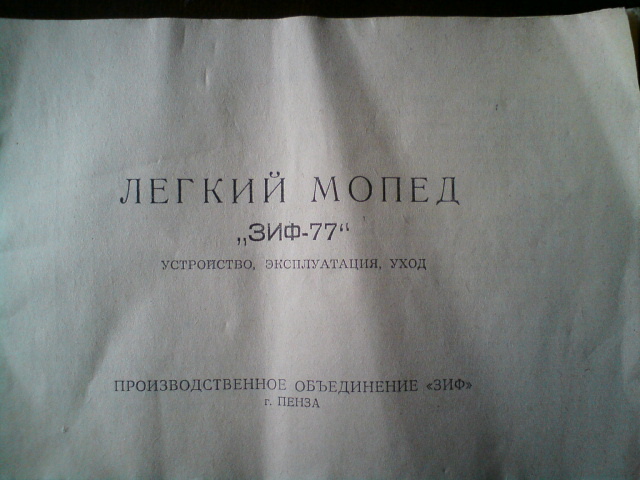 ЛЕГКИЙ МОПЕД
„ЗИФ-77“
УСТРОЙСТВО, ЭКСПЛУАТАЦИЯ, УХОД
ПРОИЗВОДСТВЕННОЕ ОБЪЕДИНЕНИЕ «ЗИФ»
г. ПЕНЗА